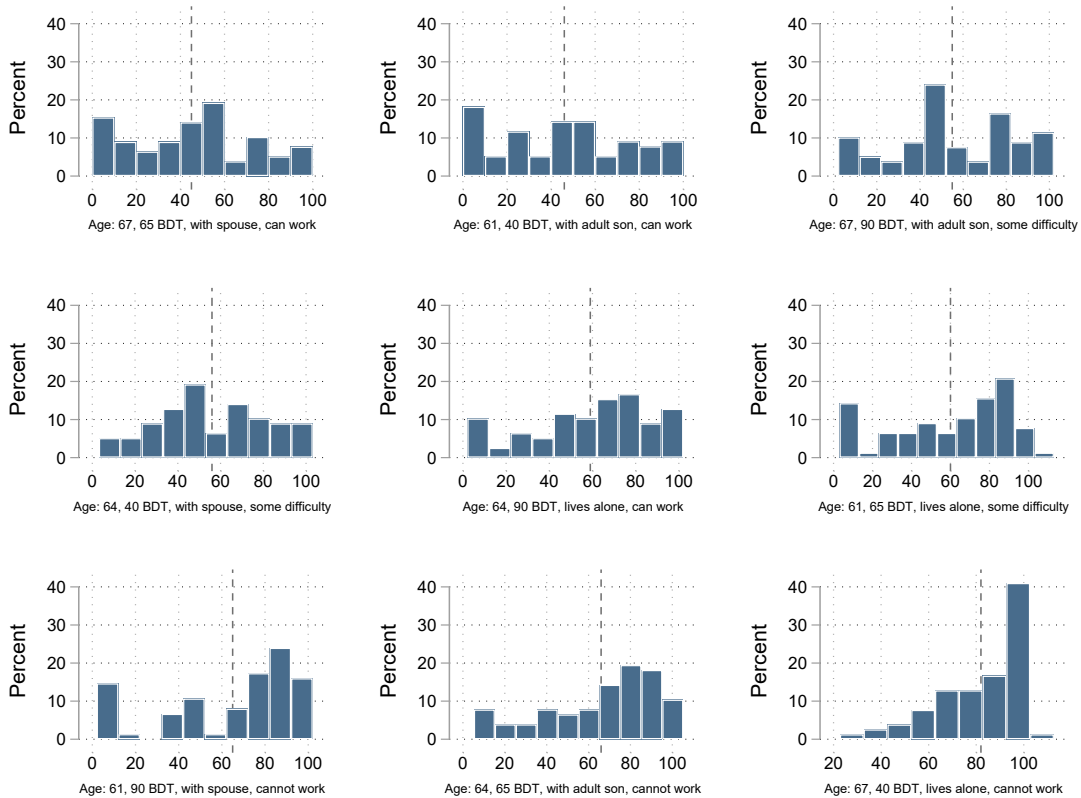 40
30
20
10
0
Percent
0 20 40 60 80 100
Age: 67, 65 BDT, with spouse, can work
40
30
20
10
0
Percent
0 20 40 60 80 100
Age: 61, 40 BDT, with adult son, can work
40
30
20
10
0
Percent
0 20 40 60 80 100
Age: 67, 90 BDT, with adult son, some difficulty
40
30
20
10
0
Percent
0 20 40 60 80 100
Age: 64, 40 BDT, with spouse, some difficulty
40
30
20
10
0
Percent
0 20 40 60 80 100
Age: 64, 90 BDT, lives alone, can work
40
30
20
10
0
Percent
0 20 40 60 80 100
Age: 61, 65 BDT, lives alone, some difficulty
40
30
20
10
0
Percent
0 20 40 60 80 100
Age: 61, 90 BDT, with spouse, cannot work
40
30
20
10
0
Percent
0 20 40 60 80 100
Age: 64, 65 BDT, with adult son, cannot work
40
30
20
10
0
Percent
20 40 60 80 100
Age: 67, 40 BDT, lives alone, cannot work